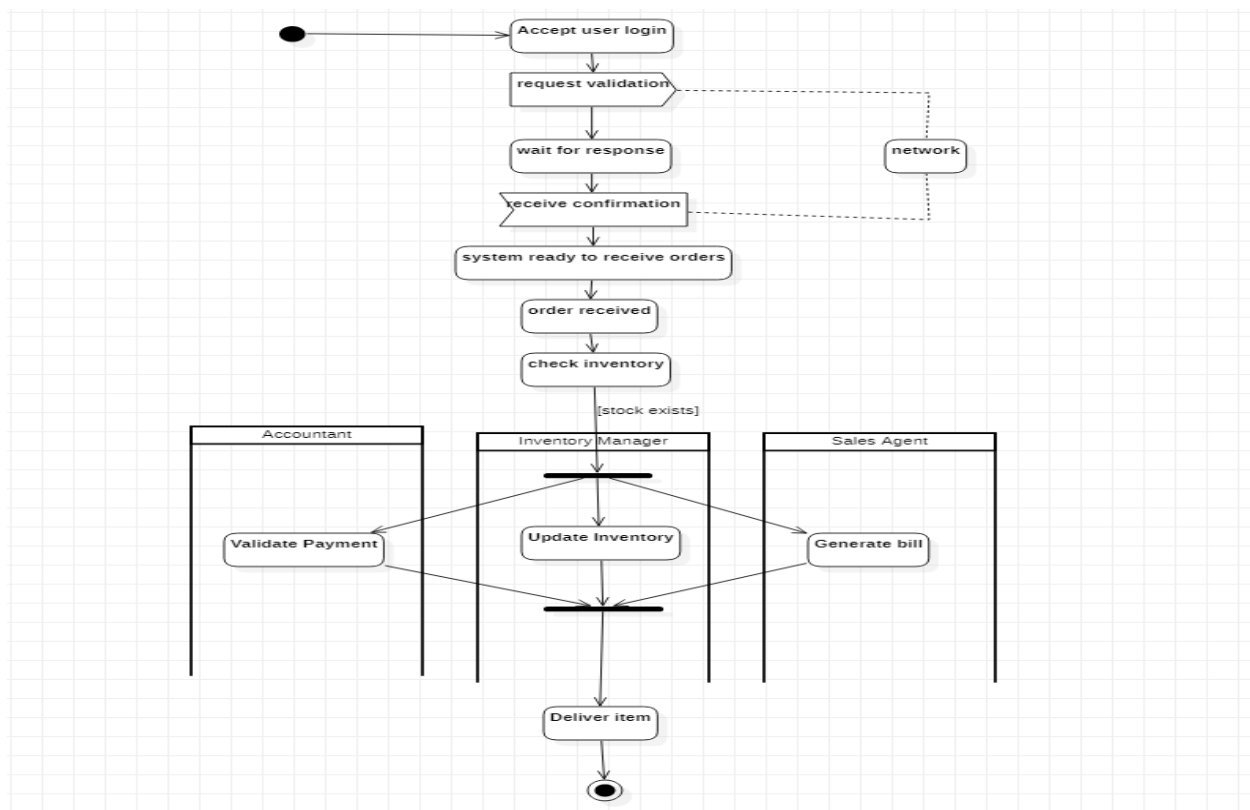 Accept user login
request validation
wait for response
network
receive confirmation
system ready to receive orders
order received
check inventory
[stock exists]
Accountant
Inventory Manager
Sales Agent
Validate Payment
Update Inventory
Generate bill
Deliver item